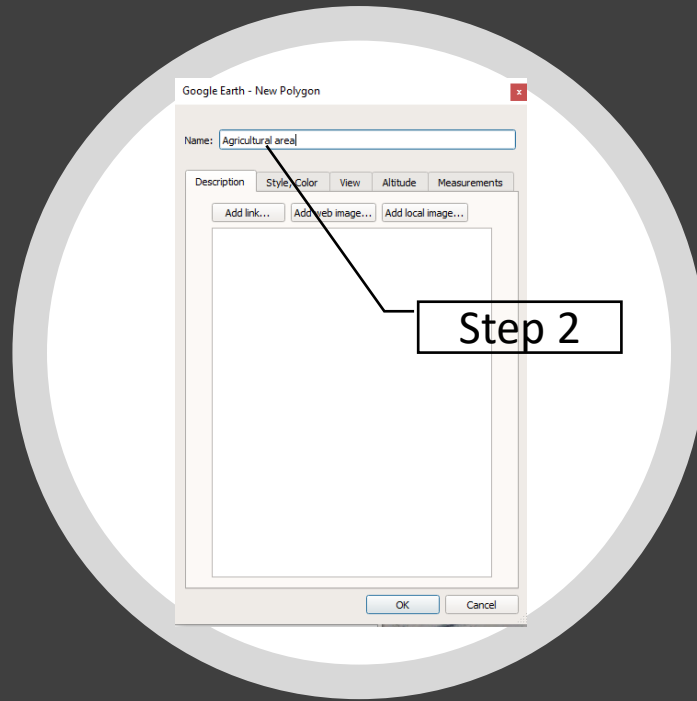 Google Earth - New Polygon
x
Name: Agricultural area
Description Style, Color View Altitude Measurements
Add link... Add web image... Add local image...
Step 2
OK Cancel